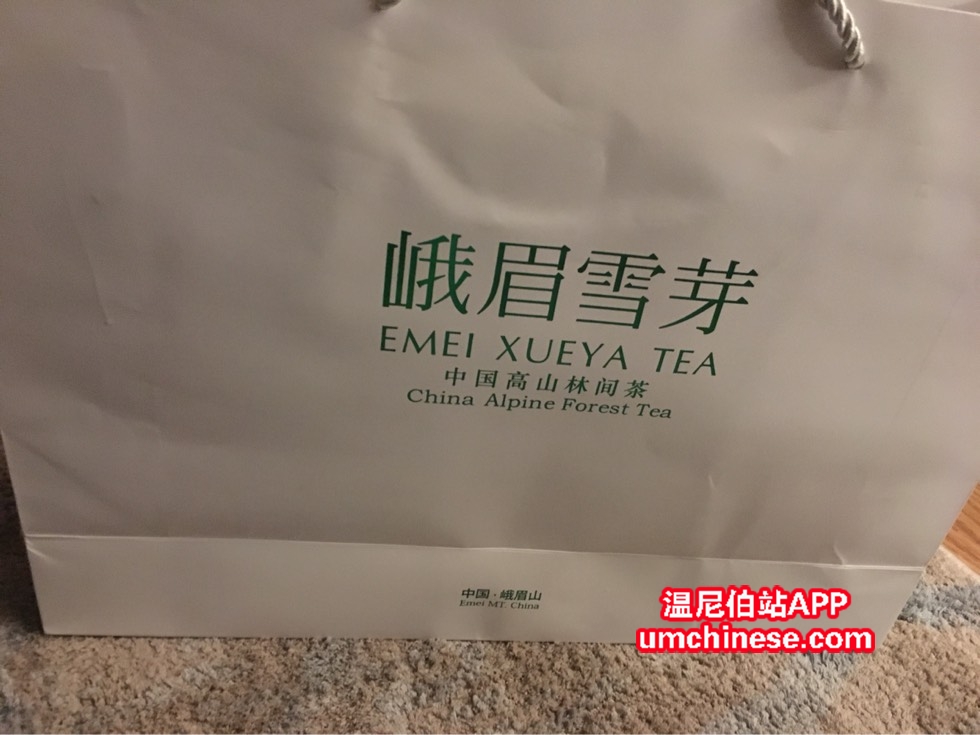 峨眉雪芽
EMEI XUEYA TEA
中国高山林间茶
China Alpine Forest Tea
中国·峨眉山
Emei MT. China
温尼伯站APP
umchinese.com